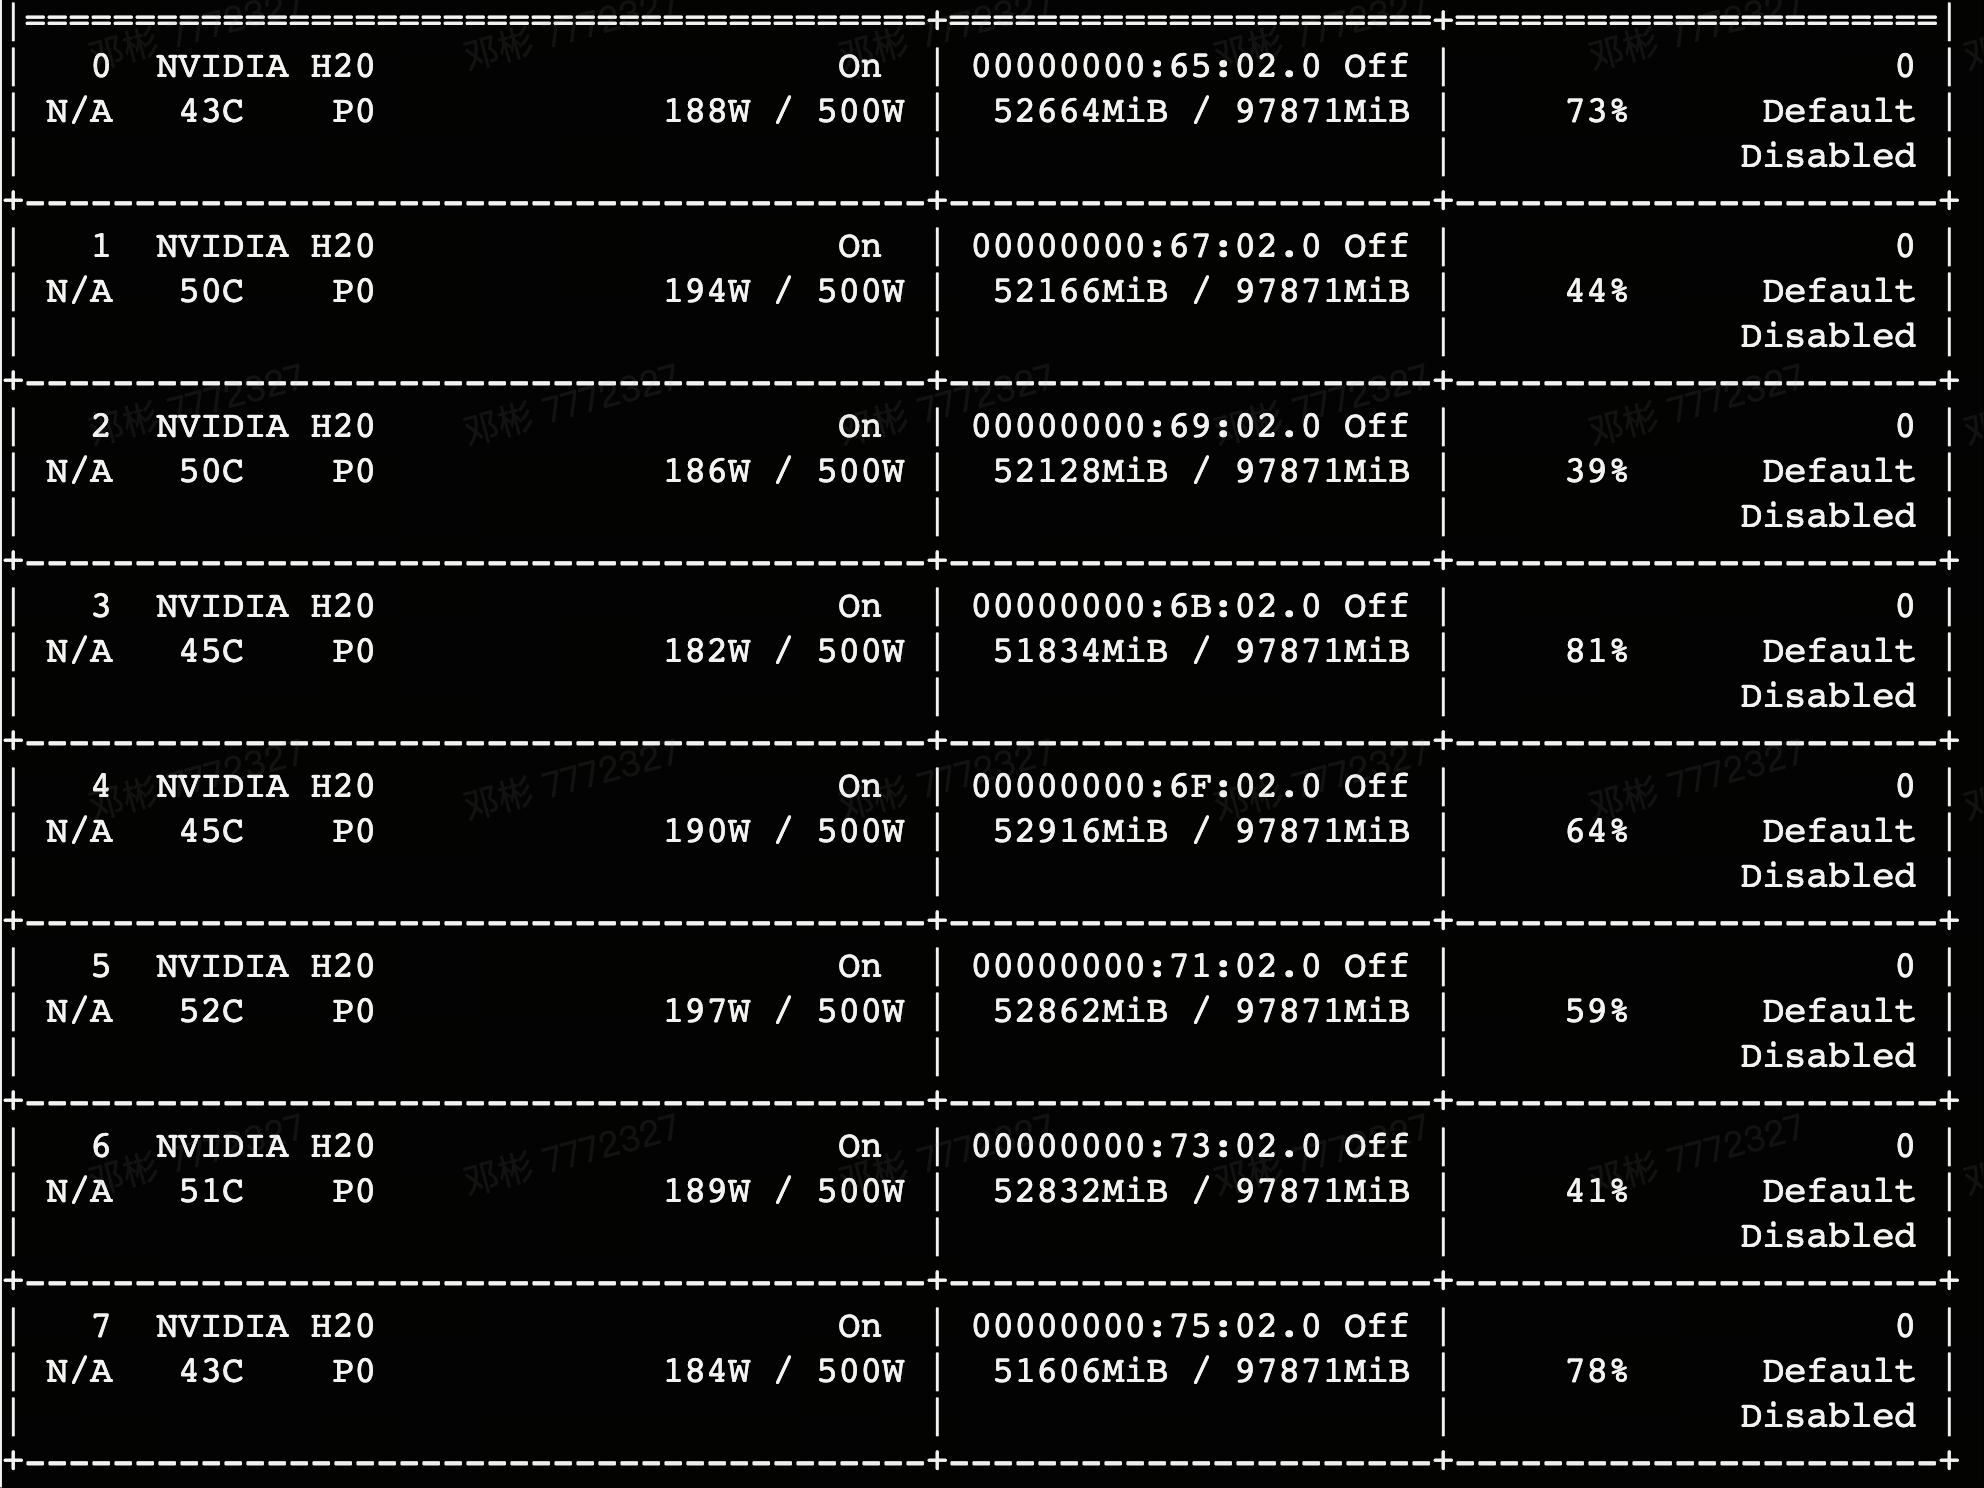 |=========================================+======================+======================|
|   0  NVIDIA H20                     On  | 00000000:65:02.0 Off |                    0 |
| N/A   43C    P0             188W / 500W |  52664MiB / 97871MiB |     73%      Default |
|                                         |                      |             Disabled |
+-----------------------------------------+----------------------+----------------------+
|   1  NVIDIA H20                     On  | 00000000:67:02.0 Off |                    0 |
| N/A   50C    P0             194W / 500W |  52166MiB / 97871MiB |     44%      Default |
|                                         |                      |             Disabled |
+-----------------------------------------+----------------------+----------------------+
|   2  NVIDIA H20                     On  | 00000000:69:02.0 Off |                    0 |
| N/A   50C    P0             186W / 500W |  52128MiB / 97871MiB |     39%      Default |
|                                         |                      |             Disabled |
+-----------------------------------------+----------------------+----------------------+
|   3  NVIDIA H20                     On  | 00000000:6B:02.0 Off |                    0 |
| N/A   45C    P0             182W / 500W |  51834MiB / 97871MiB |     81%      Default |
|                                         |                      |             Disabled |
+-----------------------------------------+----------------------+----------------------+
|   4  NVIDIA H20                     On  | 00000000:6F:02.0 Off |                    0 |
| N/A   45C    P0             190W / 500W |  52916MiB / 97871MiB |     64%      Default |
|                                         |                      |             Disabled |
+-----------------------------------------+----------------------+----------------------+
|   5  NVIDIA H20                     On  | 00000000:71:02.0 Off |                    0 |
| N/A   52C    P0             197W / 500W |  52862MiB / 97871MiB |     59%      Default |
|                                         |                      |             Disabled |
+-----------------------------------------+----------------------+----------------------+
|   6  NVIDIA H20                     On  | 00000000:73:02.0 Off |                    0 |
| N/A   51C    P0             189W / 500W |  52832MiB / 97871MiB |     41%      Default |
|                                         |                      |             Disabled |
+-----------------------------------------+----------------------+----------------------+
|   7  NVIDIA H20                     On  | 00000000:75:02.0 Off |                    0 |
| N/A   43C    P0             184W / 500W |  51606MiB / 97871MiB |     78%      Default |
|                                         |                      |             Disabled |
+-----------------------------------------+----------------------+----------------------+
邓彬 7772327